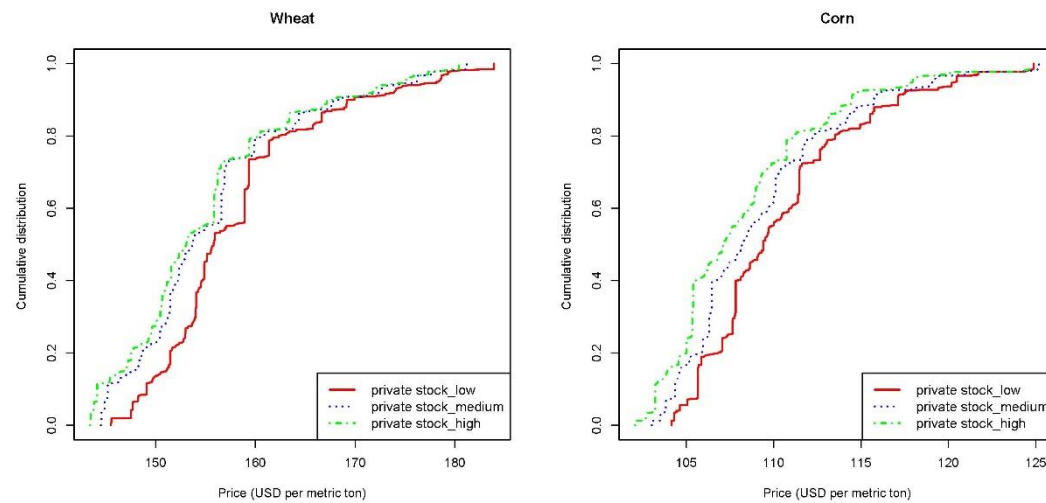 Wheat
Cumulative distribution
0.0 0.2 0.4 0.6 0.8 1.0
private stock_low
private stock_medium
private stock_high
150 160 170 180
Price (USD per metric ton)
Corn
Cumulative distribution
0.0 0.2 0.4 0.6 0.8 1.0
private stock_low
private stock_medium
private stock_high
105 110 115 120 125
Price (USD per metric ton)